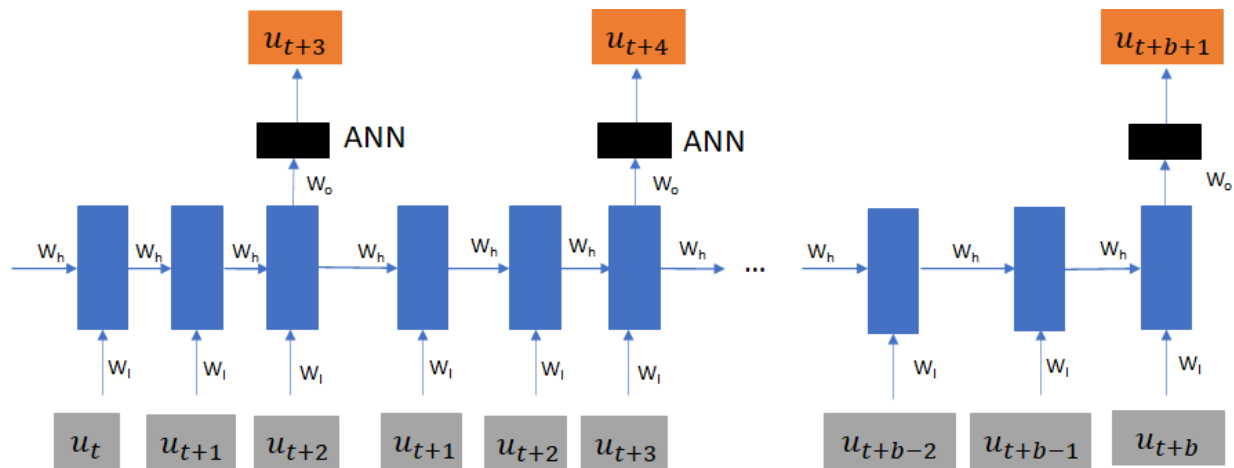 u_{t+3} u_{t+4} u_{t+b+1}
ANN ANN
W_o W_o W_o
W_h W_h W_h W_h W_h W_h W_h ... W_h W_h W_h
W_I W_I W_I W_I W_I W_I W_I W_I W_I
u_t u_{t+1} u_{t+2} u_{t+1} u_{t+2} u_{t+3} u_{t+b-2} u_{t+b-1} u_{t+b}